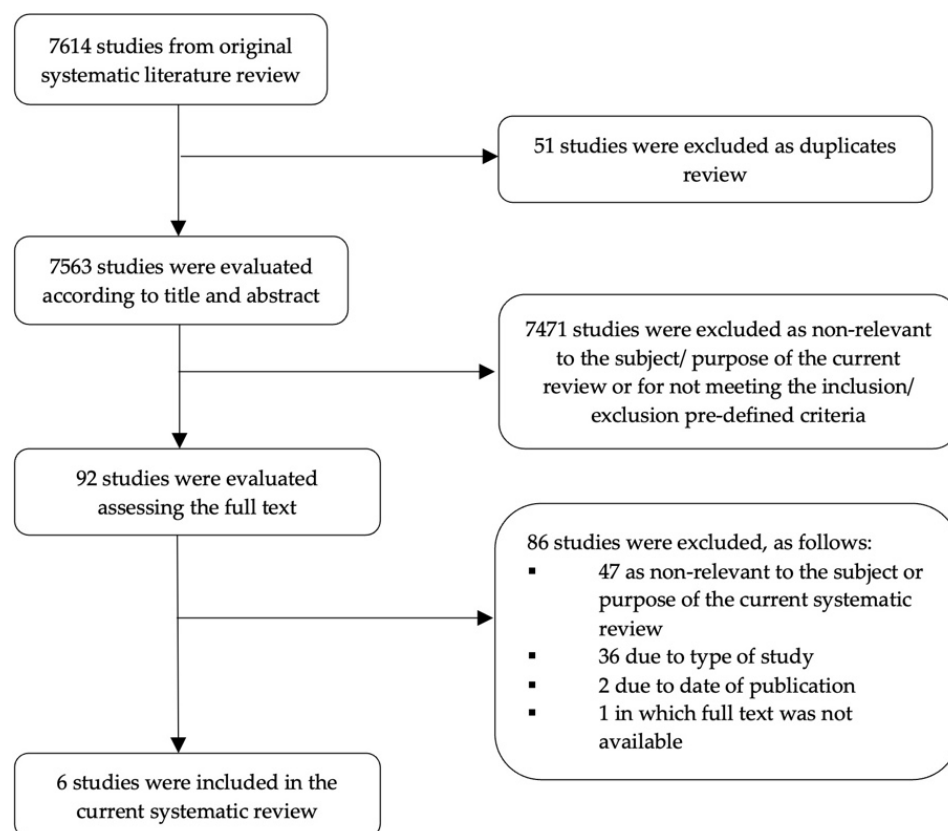 7614 studies from original
systematic literature review
51 studies were excluded as duplicates
review
7563 studies were evaluated
according to title and abstract
7471 studies were excluded as non-relevant
to the subject/ purpose of the current
review or for not meeting the inclusion/
exclusion pre-defined criteria
92 studies were evaluated
assessing the full text
86 studies were excluded, as follows:
▪ 47 as non-relevant to the subject or
purpose of the current systematic
review
▪ 36 due to type of study
▪ 2 due to date of publication
▪ 1 in which full text was not
available
6 studies were included in the
current systematic review